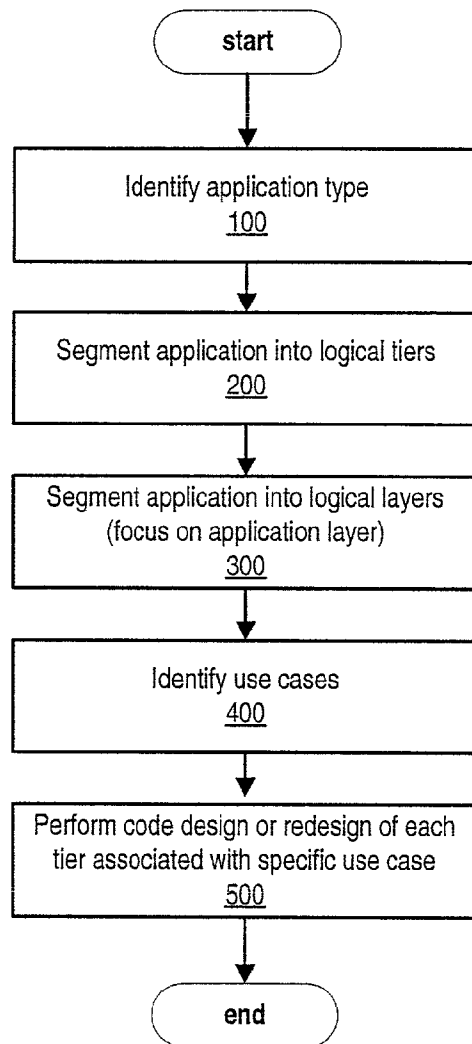 start
Identify application type
100
Segment application into logical tiers
200
Segment application into logical layers
(focus on application layer)
300
Identify use cases
400
Perform code design or redesign of each
tier associated with specific use case
500
end